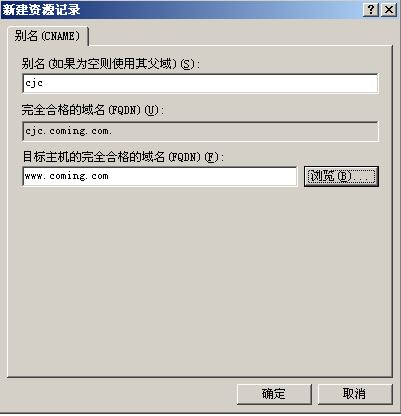 新建资源记录
别名(CNAME)
别名(如果为空则使用其父域)(S):
cjc
完全合格的域名(FQDN)(U):
cjc.coming.com.
目标主机的完全合格的域名(FQDN)(F):
www.coming.com
浏览(B)...
确定
取消